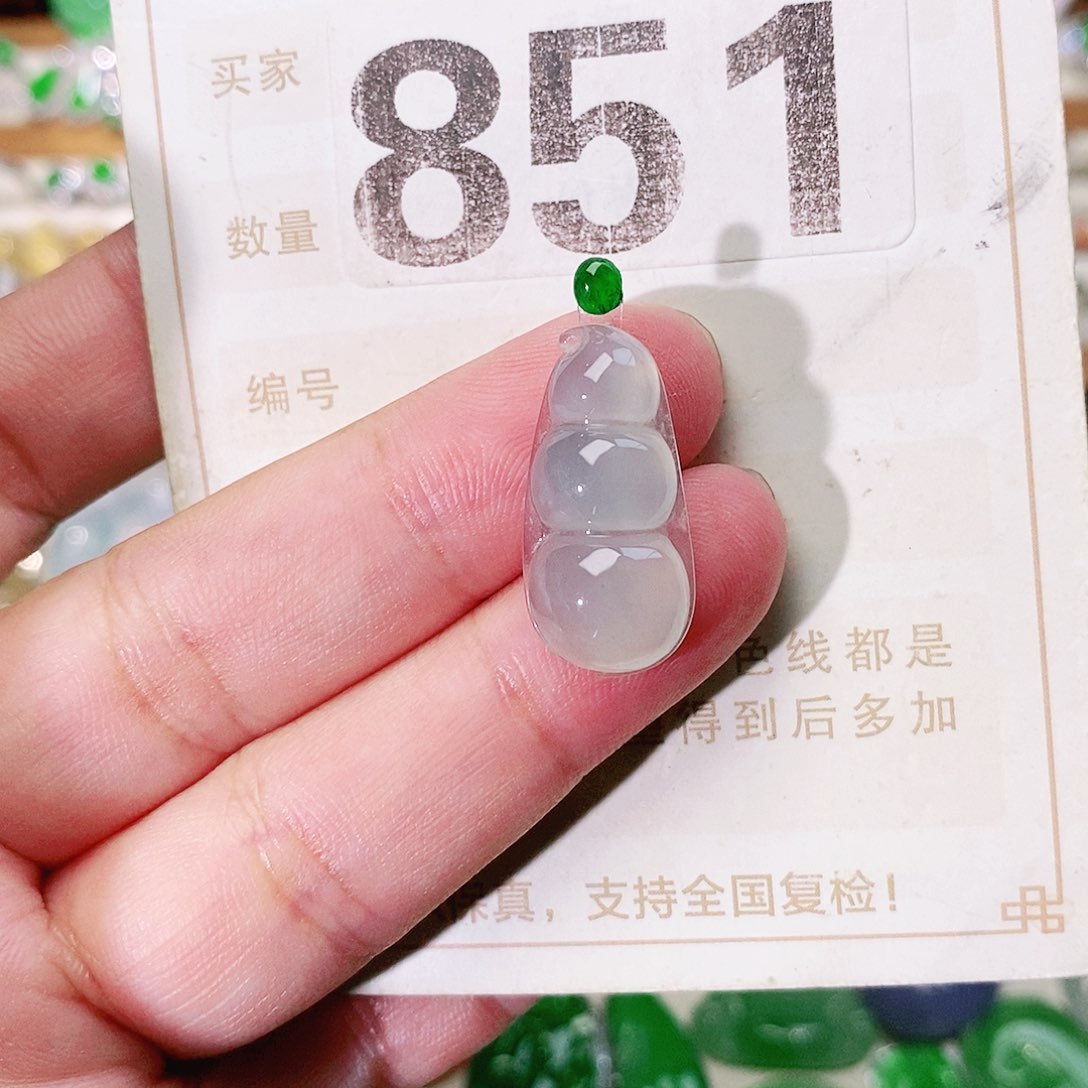 买家
851
数量
编号
色线都是
得到后多加
保真，支持全国复检！